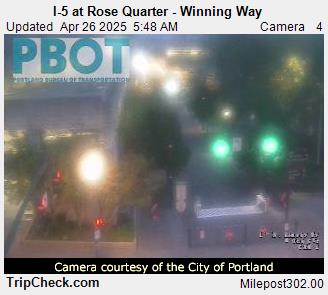 I-5 at Rose Quarter - Winning Way
Updated Apr 26 2025 5:48 AM Camera 4
PBOT
PORTLAND BUREAU OF TRANSPORTATION
Camera courtesy of the City of Portland
TripCheck.com Milepost302.00